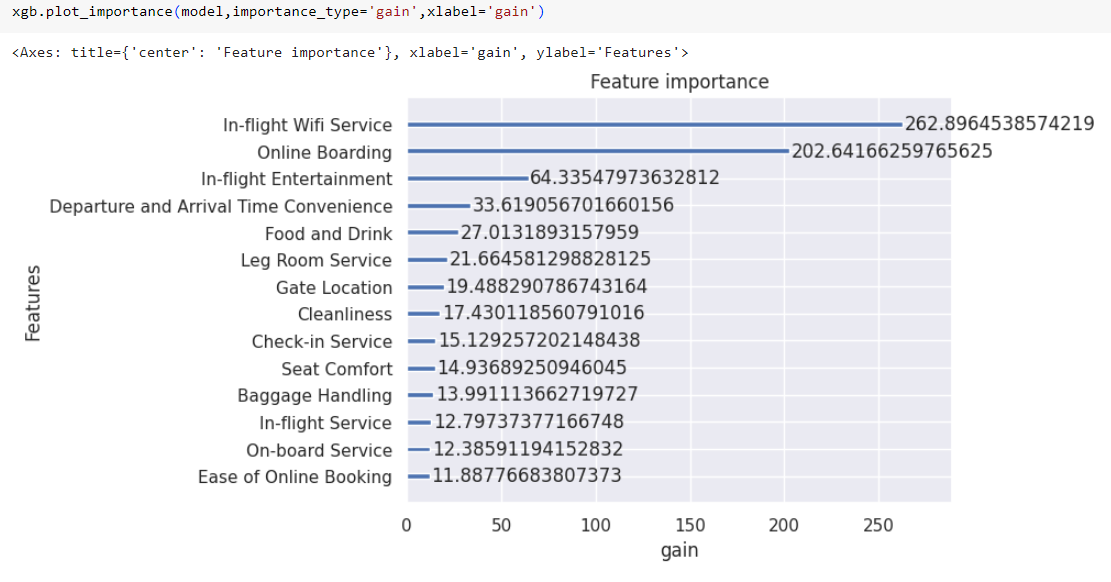 xgb.plot_importance(model,importance_type='gain',xlabel='gain')
<Axes: title={'center': 'Feature importance'}, xlabel='gain', ylabel='Features'>
Feature importance
In-flight Wifi Service 262.8964538574219
Online Boarding 202.64166259765625
In-flight Entertainment 64.33547973632812
Departure and Arrival Time Convenience 33.619056701660156
Food and Drink 27.0131893157959
Leg Room Service 21.664581298828125
Gate Location 19.488290786743164
Cleanliness 17.430118560791016
Check-in Service 15.129257202148438
Seat Comfort 14.93689250946045
Baggage Handling 13.991113662719727
In-flight Service 12.79737377166748
On-board Service 12.38591194152832
Ease of Online Booking 11.88776683807373
Features
0 50 100 150 200 250
gain